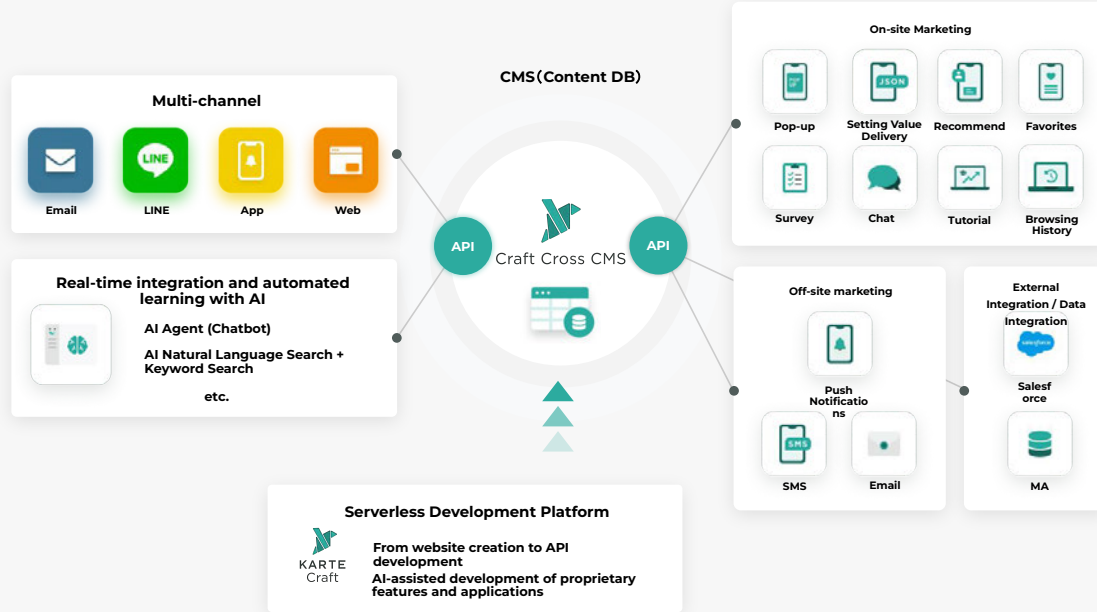 CMS(Content DB)
Multi-channel
LINE
Email
LINE
App
Web
Real-time integration and automated
learning with AI
AI Agent (Chatbot)
AI Natural Language Search +
Keyword Search
etc.
API
Craft Cross CMS
API
On-site Marketing
POP
UP
JSON
Pop-up
Setting Value
Delivery
Recommend
Favorites
Survey
Chat
Tutorial
Browsing
History
Off-site marketing
Push
Notificatio
ns
SMS
SMS
Email
External
Integration / Data
Integration
salesforce
Salesf
orce
MA
Serverless Development Platform
KARTE
Craft
From website creation to API
development
AI-assisted development of proprietary
features and applications